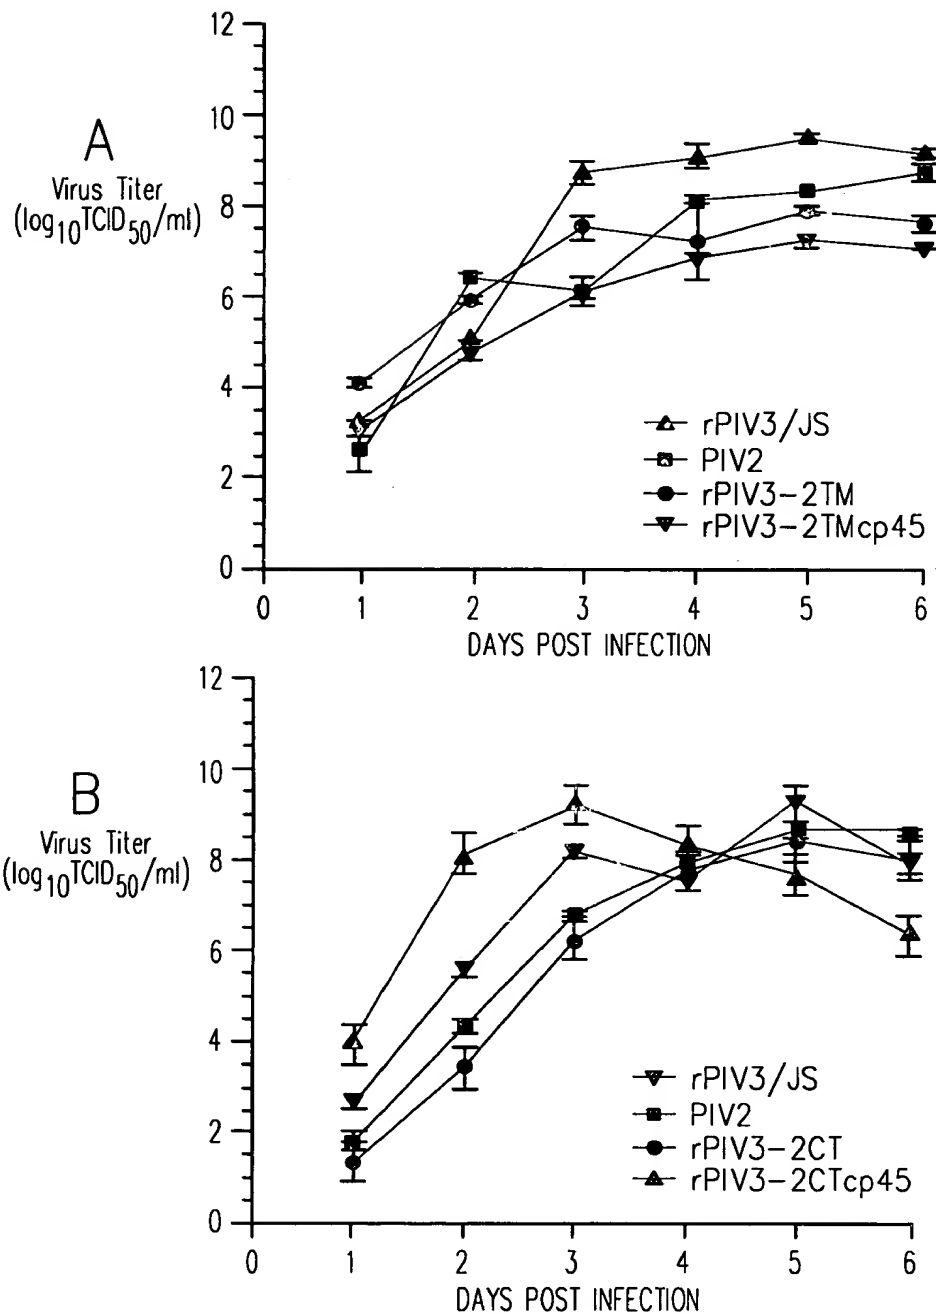 A
Virus Titer
(log10TCID50/ml)
12
10
8
6
4
2
0
rPIV3/JS
PIV2
rPIV3-2TM
rPIV3-2TMcp45
0 1 2 3 4 5 6
DAYS POST INFECTION
B
Virus Titer
(log10TCID50/ml)
12
10
8
6
4
2
0
rPIV3/JS
PIV2
rPIV3-2CT
rPIV3-2CTcp45
0 1 2 3 4 5 6
DAYS POST INFECTION